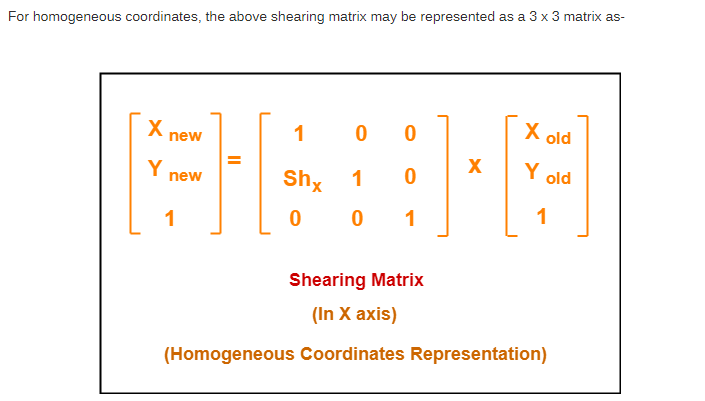 For homogeneous coordinates, the above shearing matrix may be represented as a 3 x 3 matrix as-
X new = 1 0 0 X X old
Y new Shx 1 0 Y old
1 0 0 1 1
Shearing Matrix
(In X axis)
(Homogeneous Coordinates Representation)